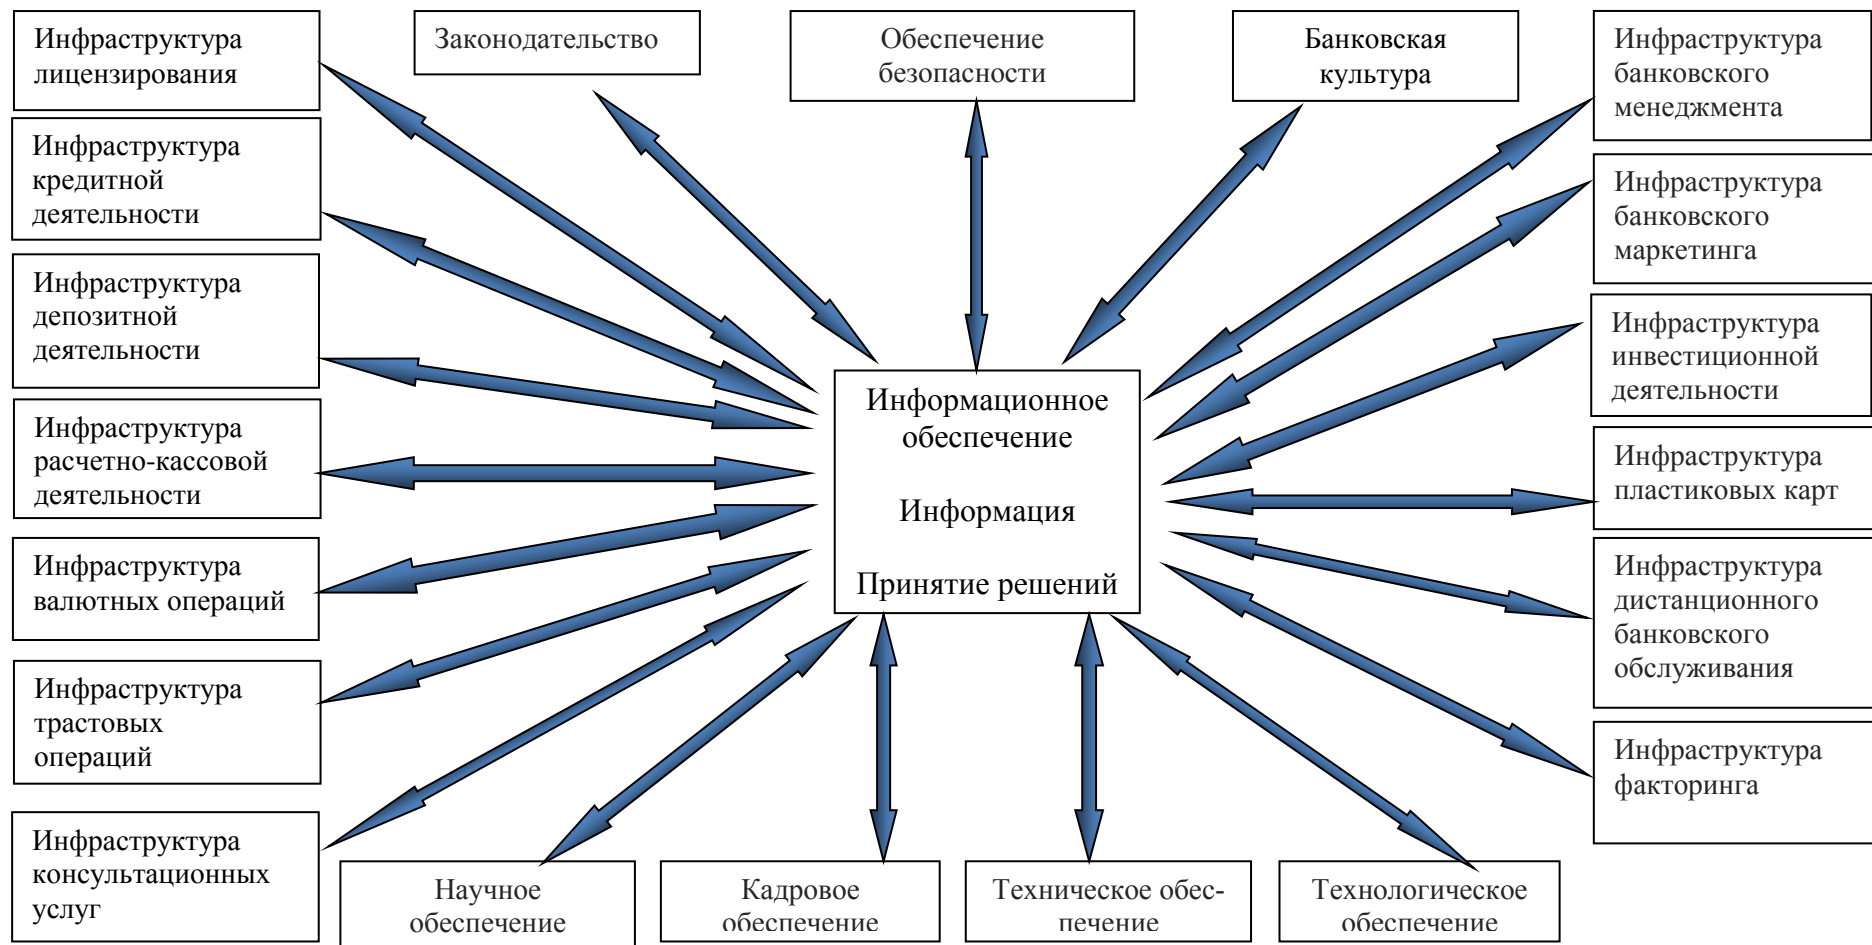 Инфраструктура
лицензирования
Законодательство
Обеспечение
безопасности
Банковская
культура
Инфраструктура
банковского
менеджмента
Инфраструктура
кредитной
деятельности
Инфраструктура
банковского
маркетинга
Инфраструктура
депозитной
деятельности
Инфраструктура
инвестиционной
деятельности
Инфраструктура
расчетно-кассовой
деятельности
Информационное
обеспечение
Информация
Принятие решений
Инфраструктура
пластиковых карт
Инфраструктура
валютных операций
Инфраструктура
дистанционного
банковского
обслуживания
Инфраструктура
трастовых
операций
Инфраструктура
факторинга
Инфраструктура
консультационных
услуг
Научное
обеспечение
Кадровое
обеспечение
Техническое обес-
печение
Технологическое
обеспечение